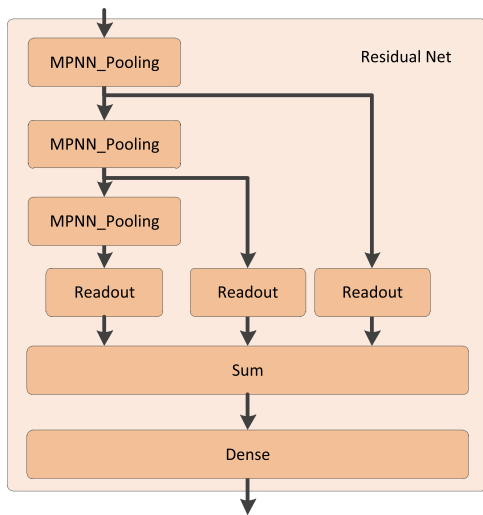 MPNN_Pooling
Residual Net
MPNN_Pooling
MPNN_Pooling
Readout
Readout
Readout
Sum
Dense